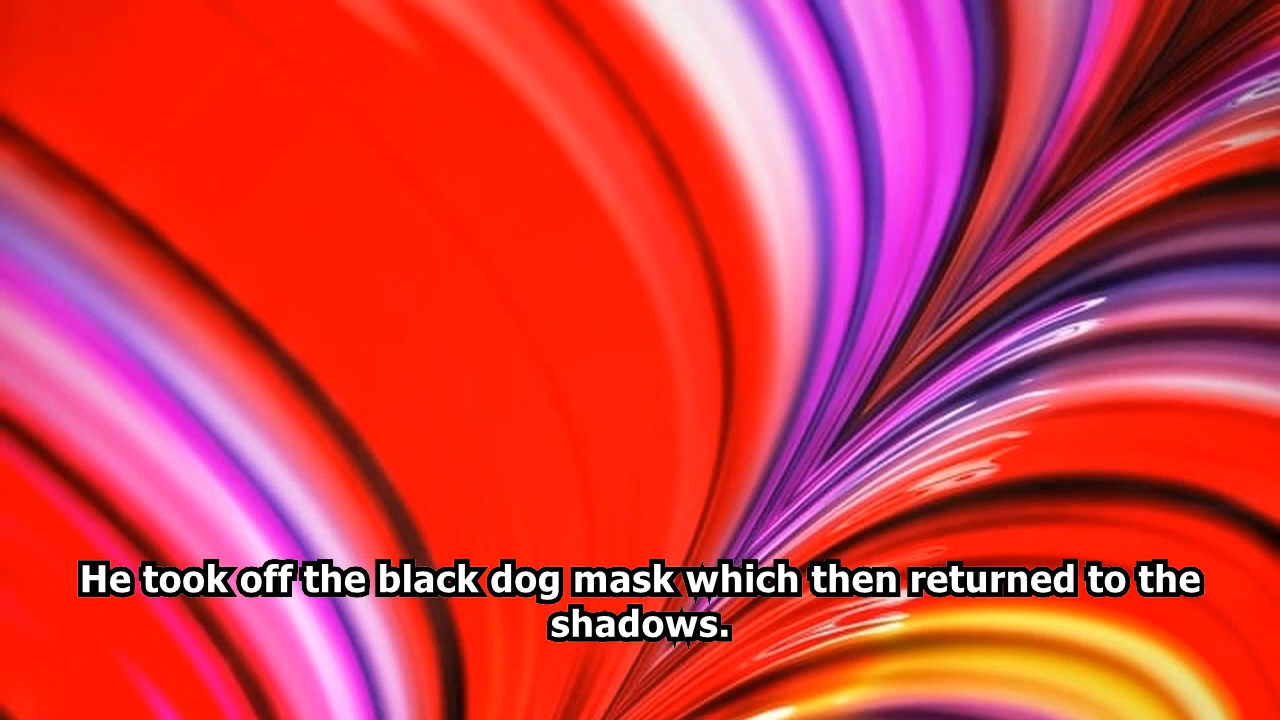 He took off the black dog mask which then returned to the
shadows.